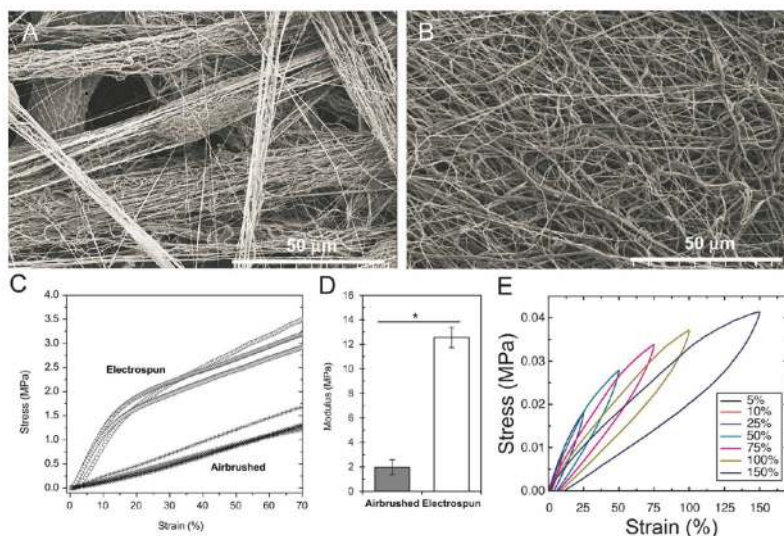 A
50 µm
B
50 µm
C
Stress (MPa)
4.0
3.5
3.0
2.5
2.0
1.5
1.0
0.5
0.0
0 10 20 30 40 50 60 70
Strain (%)
Electrospun
Airbrushed
D
Modulus (MPa)
16
14
12
10
8
6
4
2
0
*
Airbrushed Electrospun
E
Stress (MPa)
0.04
0.03
0.02
0.01
0.00
0 25 50 75 100 125 150
Strain (%)
5%
10%
25%
50%
75%
100%
150%